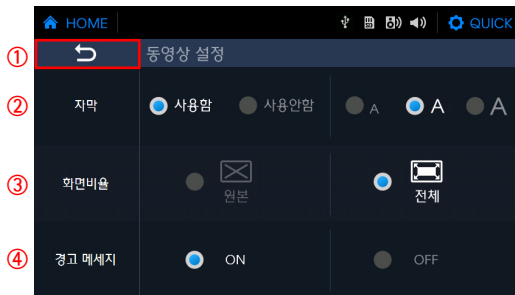 HOME QUICK
① 동영상 설정
② 자막 사용함 사용안함 A A A
③ 화면비율 원본 전체
④ 경고 메세지 ON OFF